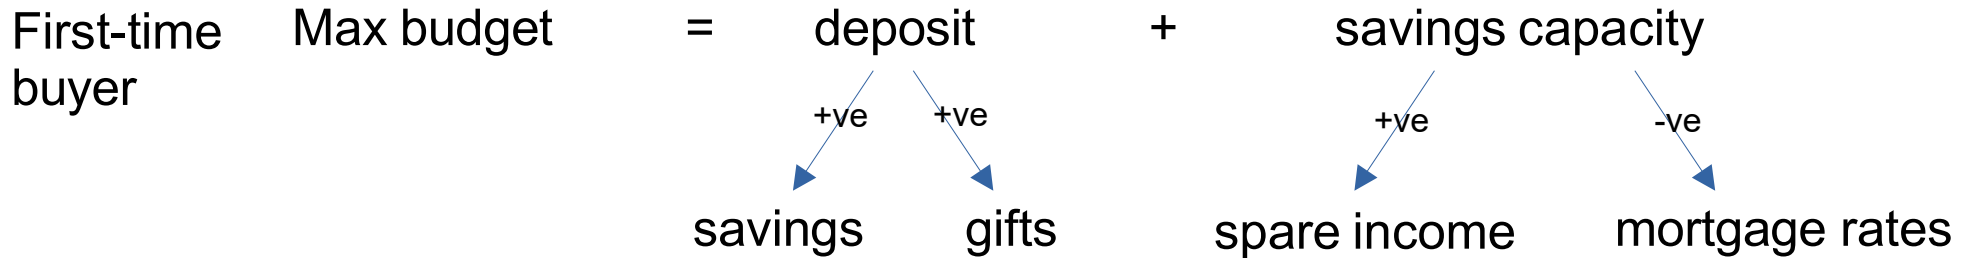 First-time buyer
Max budget = deposit + savings capacity
+ve +ve +ve -ve
savings gifts spare income mortgage rates